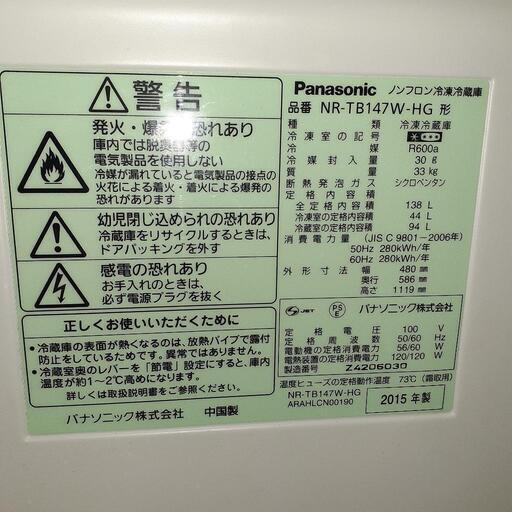 警告
発火・爆発の恐れあり
庫内では脱臭器等の
電気製品を使用しない
冷媒が漏れていると電気製品の接点の
火花による着火・着火による爆発の
恐れがあります。
幼児閉じ込められの恐れあり
冷蔵庫をリサイクルするときは、
ドアパッキングを外す
感電の恐れあり
お手入れのときは、
必ず電源プラグを抜く
正しくお使いいただくために
・冷蔵庫の表面が熱くなるのは、放熱パイプで露付
防止をしているためです。異常ではありません。
・冷蔵室奥のレバーを「節電」設定にすると、庫内
温度が約1~2℃高めになります。
詳しくは取扱説明書をご参照ください。
パナソニック株式会社 中国製
Panasonic ノンフロン冷凍冷蔵庫
品番 NR-TB147W-HG 形
種類 冷凍冷蔵庫
冷凍室の記号
冷媒 R600a
冷媒封入量 30g
質量 33kg
断熱発泡ガス シクロペンタン
定格内容積
全定格内容積 138 L
冷凍室の定格内容積 44 L
冷蔵室の定格内容積 94 L
消費電力量 (JIS C 9801-2006年)
50Hz 280kWh/年
60Hz 280kWh/年
外形寸法 幅 480mm
奥行 586mm
高さ 1119mm
JET PSE パナソニック株式会社
定格電圧 100 V
定格周波数 50/60 Hz
電動機の定格消費電力 56/60 W
電熱装置の定格消費電力 120/120 W
製造番号 Z4206030
温度ヒューズの定格動作温度 73℃(霜取用)
NR-TB147W-HG
ARAHLCN00190
2015年製